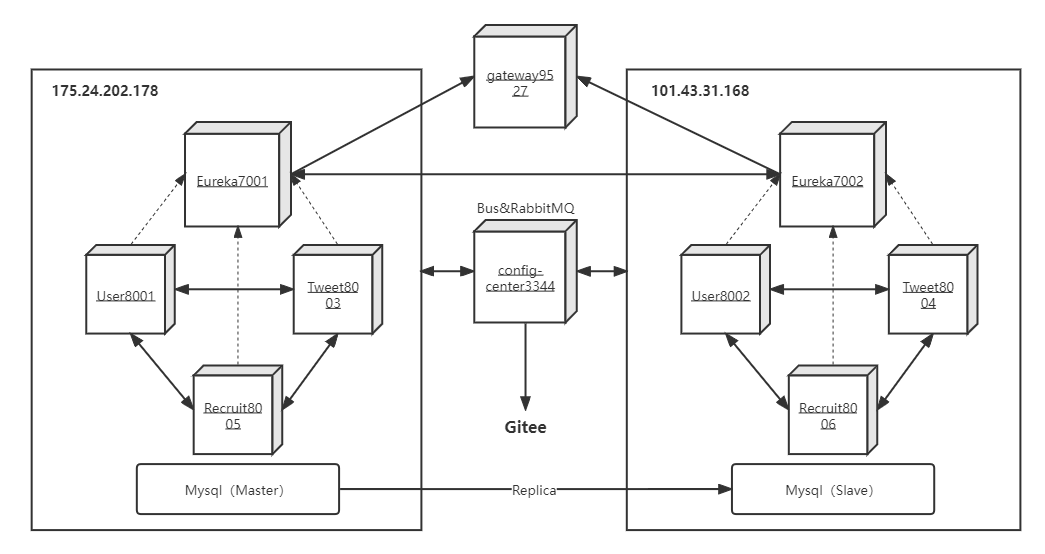 gateway95
27
175.24.202.178
101.43.31.168
Eureka7001
Eureka7002
Bus&RabbitMQ
config-
center3344
User8001
Tweet80
03
User8002
Tweet80
04
Recruit80
05
Recruit80
06
Gitee
Mysql（Master）
Replica
Mysql（Slave）